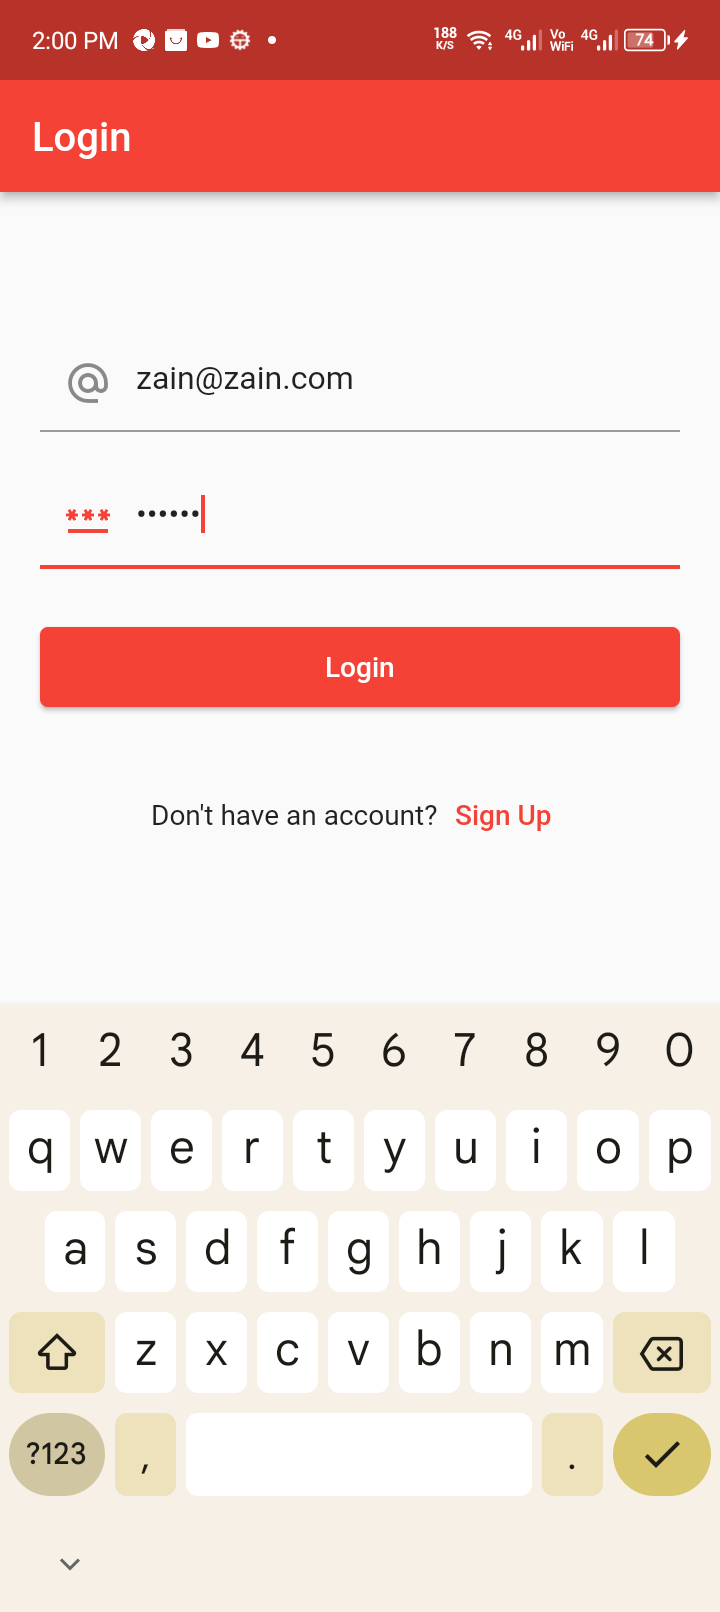 2:00 PM 188 K/S 4G Vo WiFi 4G 74
Login
zain@zain.com
*** ••••••
Login
Don't have an account? Sign Up
1 2 3 4 5 6 7 8 9 0
q w e r t y u i o p
a s d f g h j k l
z x c v b n m
?123 , .